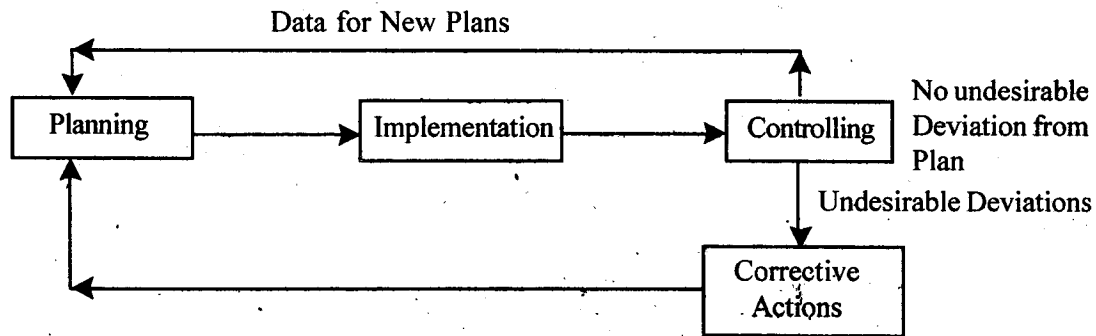 Data for New Plans
Planning
Implementation
Controlling
No undesirable
Deviation from
Plan
Undesirable Deviations
Corrective
Actions